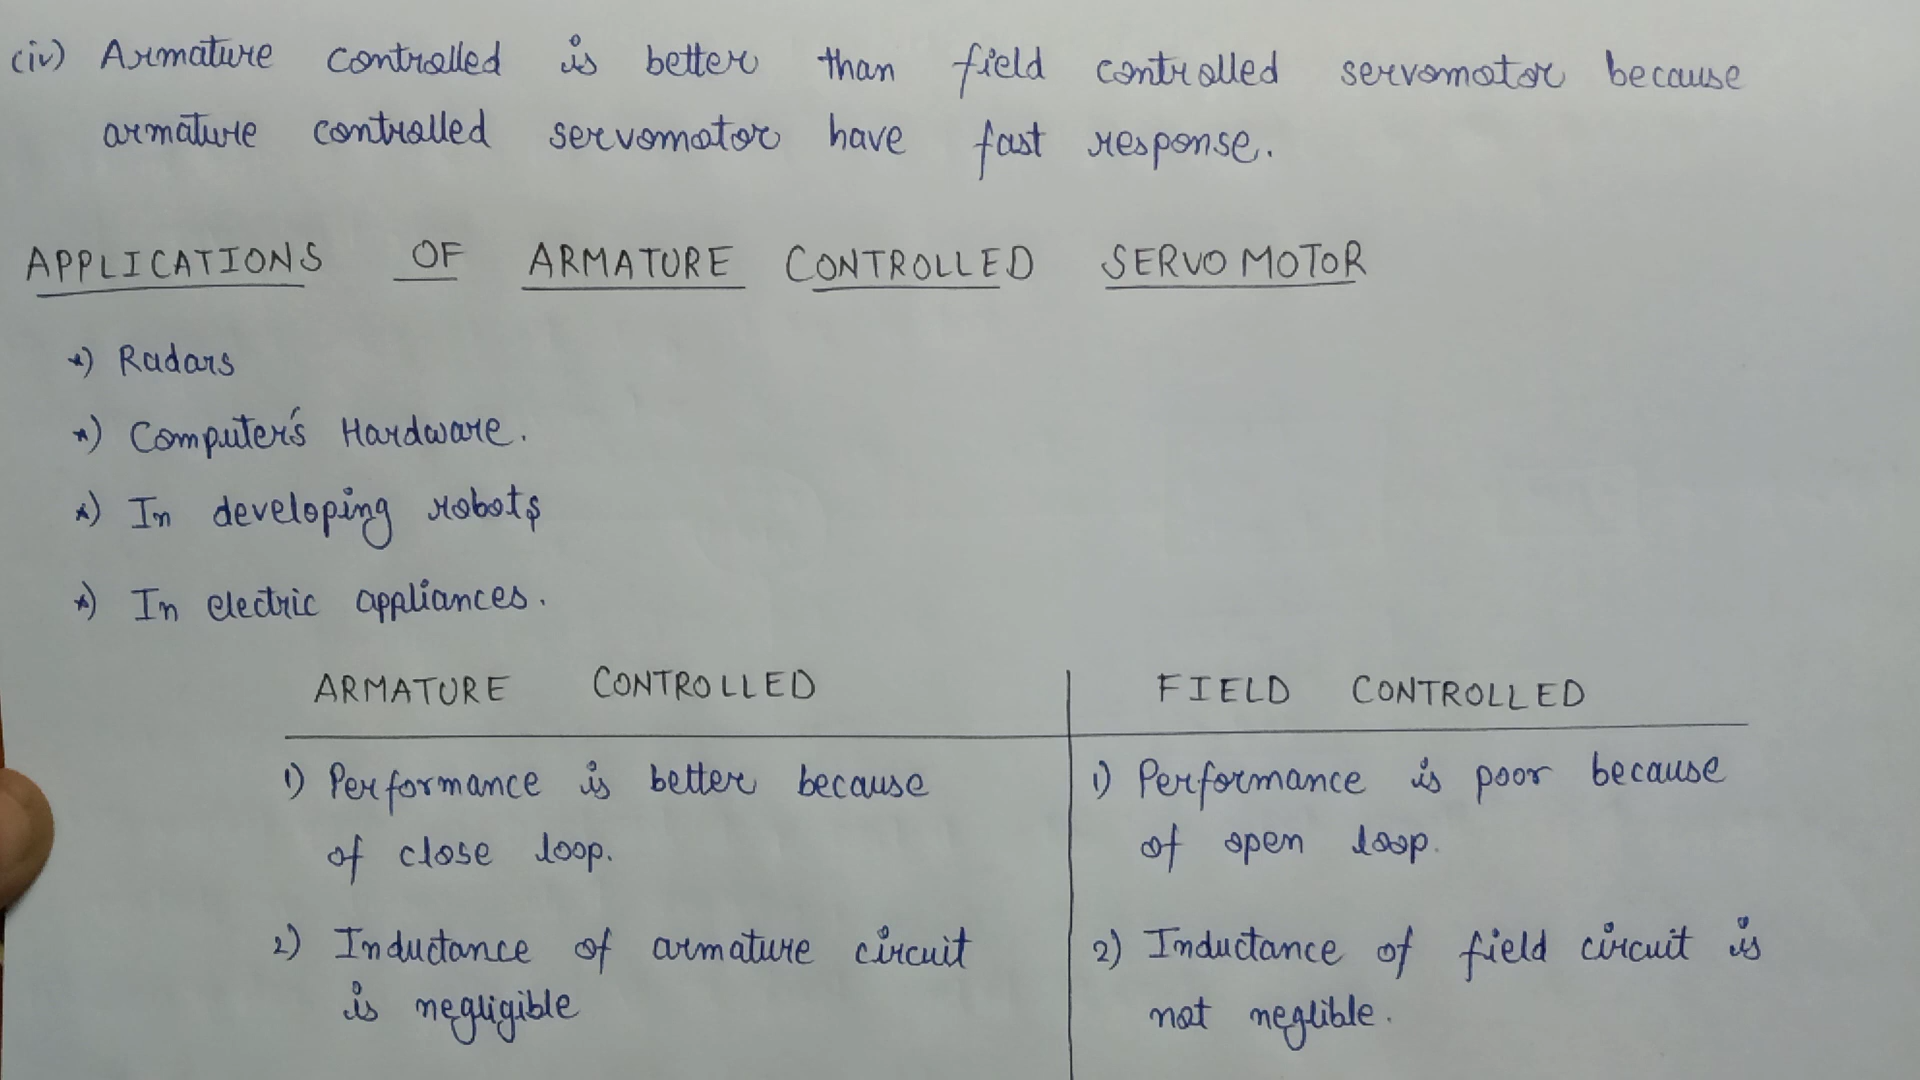 (iv) Armature controlled is better than field controlled servomotor because
armature controlled servomotor have fast response.
APPLICATIONS OF ARMATURE CONTROLLED SERVO MOTOR
*) Radars
*) Computer's Hardware.
*) In developing robots
*) In electric appliances.
ARMATURE CONTROLLED
1) Performance is better because
of close loop.
2) Inductance of armature circuit
is negligible
FIELD CONTROLLED
1) Performance is poor because
of open loop.
2) Inductance of field circuit is
not neglible.